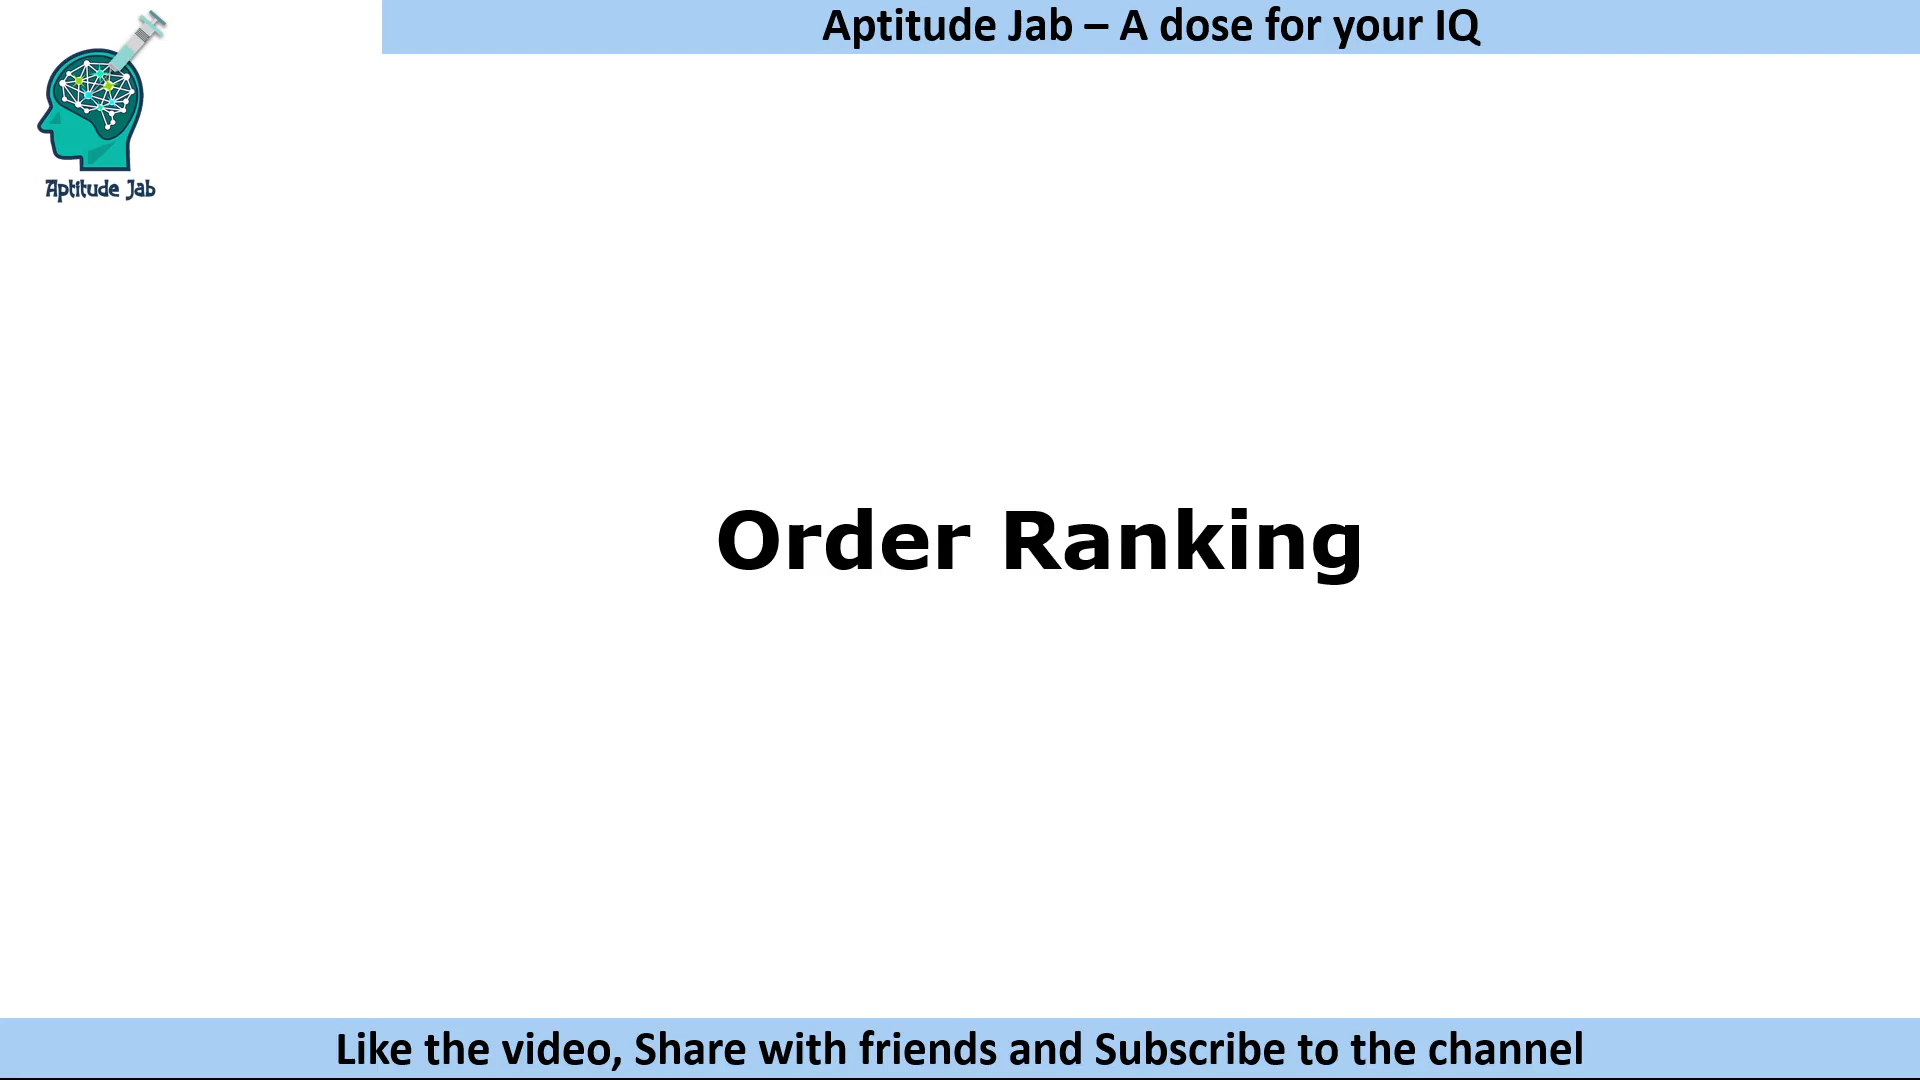 Aptitude Jab – A dose for your IQ
Aptitude Jab
Order Ranking
Like the video, Share with friends and Subscribe to the channel